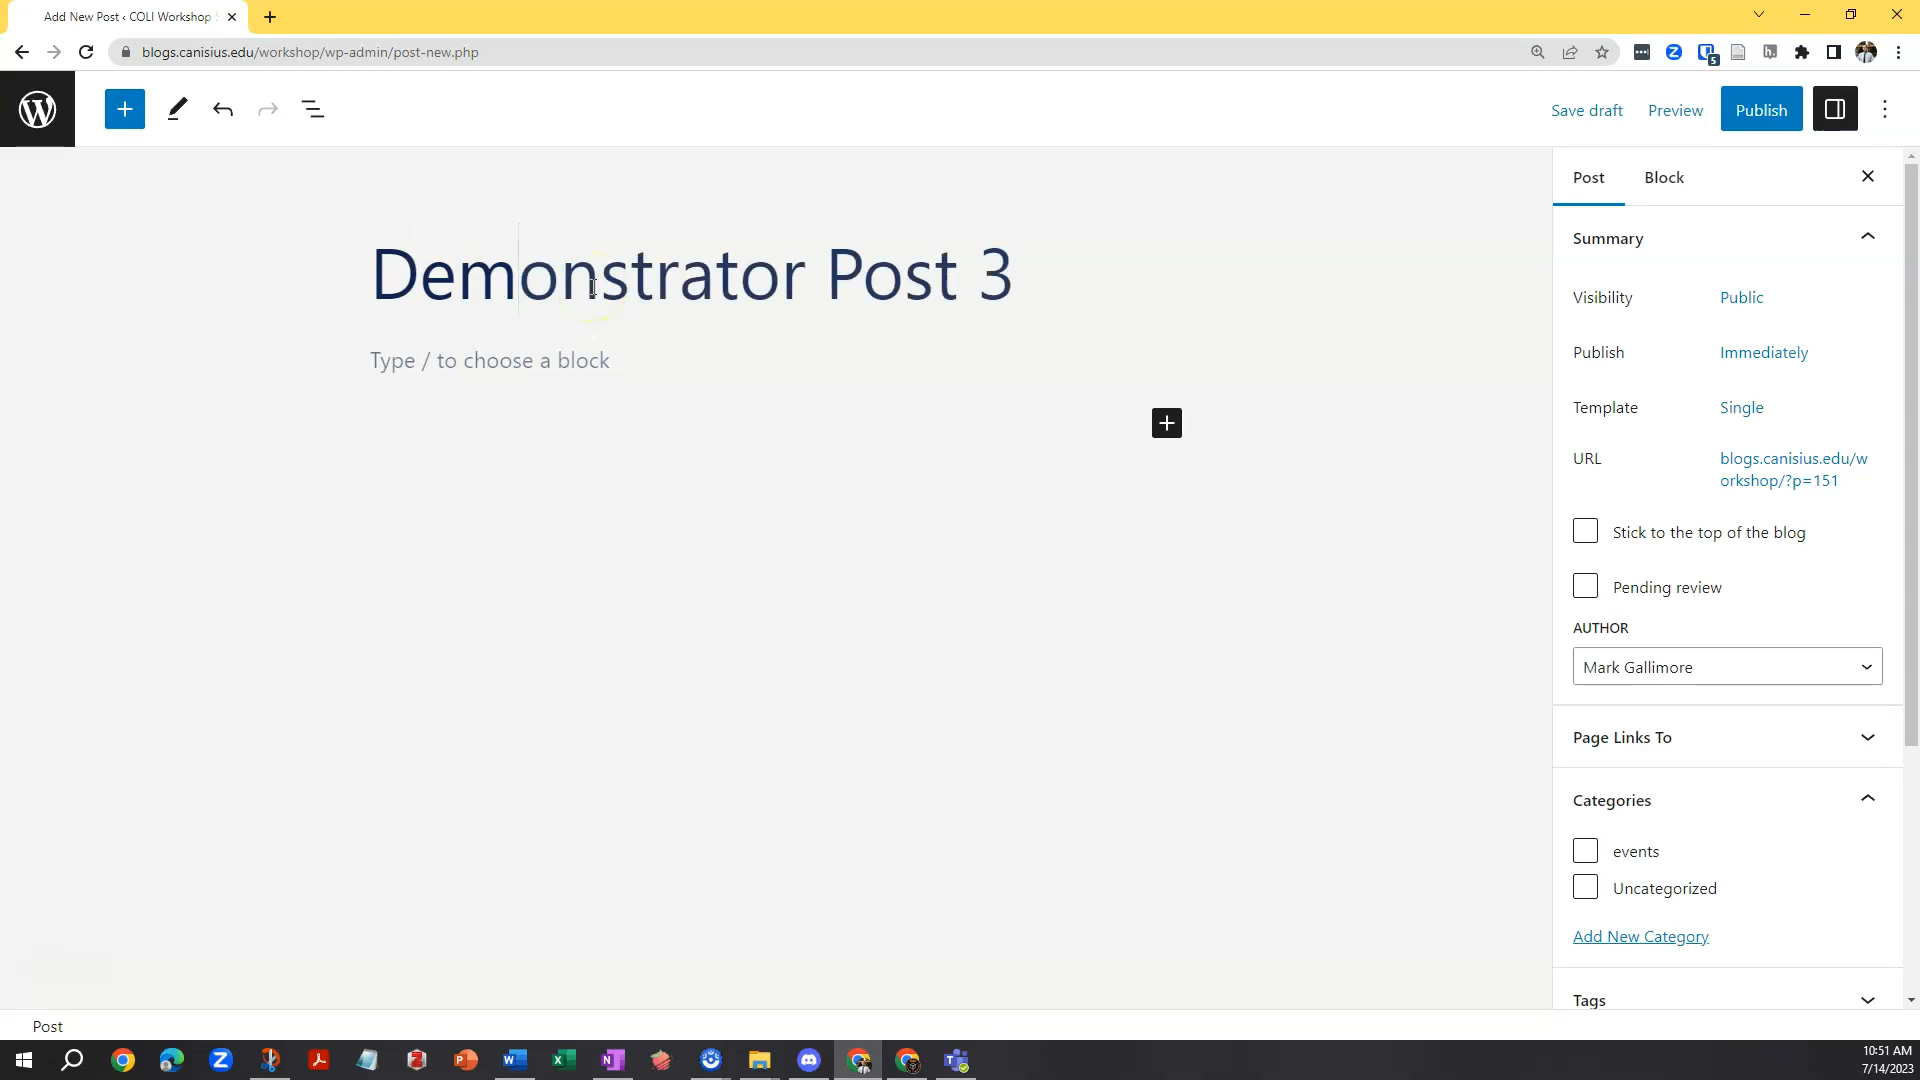 Add New Post ‹ COLI Workshop
blogs.canisius.edu/workshop/wp-admin/post-new.php
Save draft
Preview
Publish
Post
Block
Demonstrator Post 3
Type / to choose a block
Summary
Visibility
Public
Publish
Immediately
Template
Single
URL
blogs.canisius.edu/w
orkshop/?p=151
Stick to the top of the blog
Pending review
AUTHOR
Mark Gallimore
Page Links To
Categories
events
Uncategorized
Add New Category
Tags
Post
10:51 AM
7/14/2023